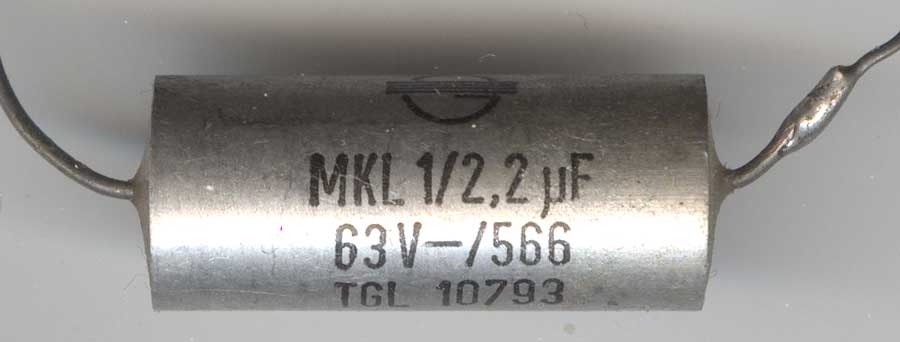 MKL 1/2,2 µF
63V–/566
TGL 10793